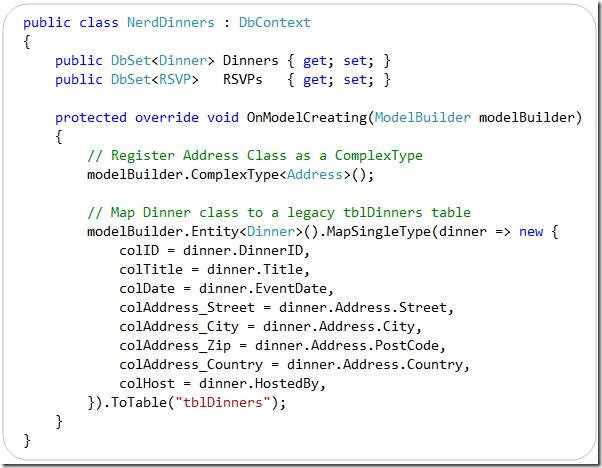 public class NerdDinners : DbContext
{
    public DbSet<Dinner> Dinners { get; set; }
    public DbSet<RSVP>   RSVPs   { get; set; }

    protected override void OnModelCreating(ModelBuilder modelBuilder)
    {
        // Register Address Class as a ComplexType
        modelBuilder.ComplexType<Address>();

        // Map Dinner class to a legacy tblDinners table
        modelBuilder.Entity<Dinner>().MapSingleType(dinner => new {
            colID = dinner.DinnerID,
            colTitle = dinner.Title,
            colDate = dinner.EventDate,
            colAddress_Street = dinner.Address.Street,
            colAddress_City = dinner.Address.City,
            colAddress_Zip = dinner.Address.PostCode,
            colAddress_Country = dinner.Address.Country,
            colHost = dinner.HostedBy,
        }).ToTable("tblDinners");
    }
}